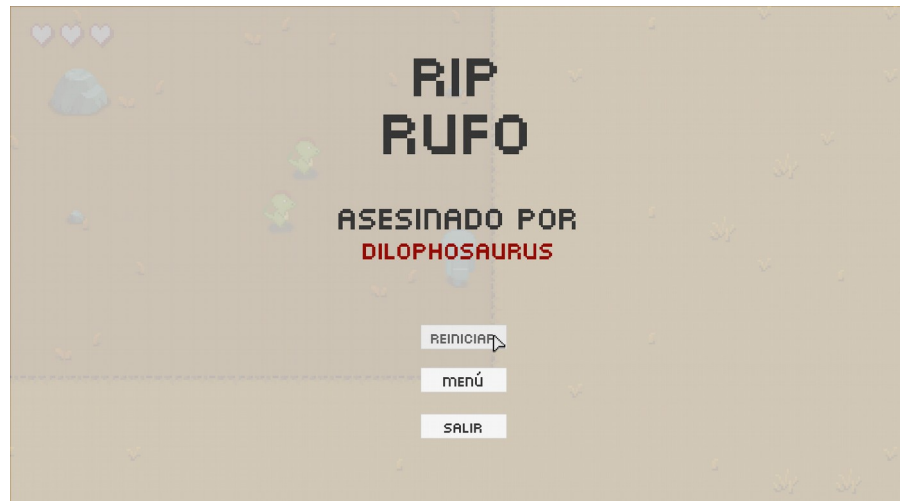 RIP
RUFO
ASESINADO POR
DILOPHOSAURUS
REINICIAR
MENÚ
SALIR